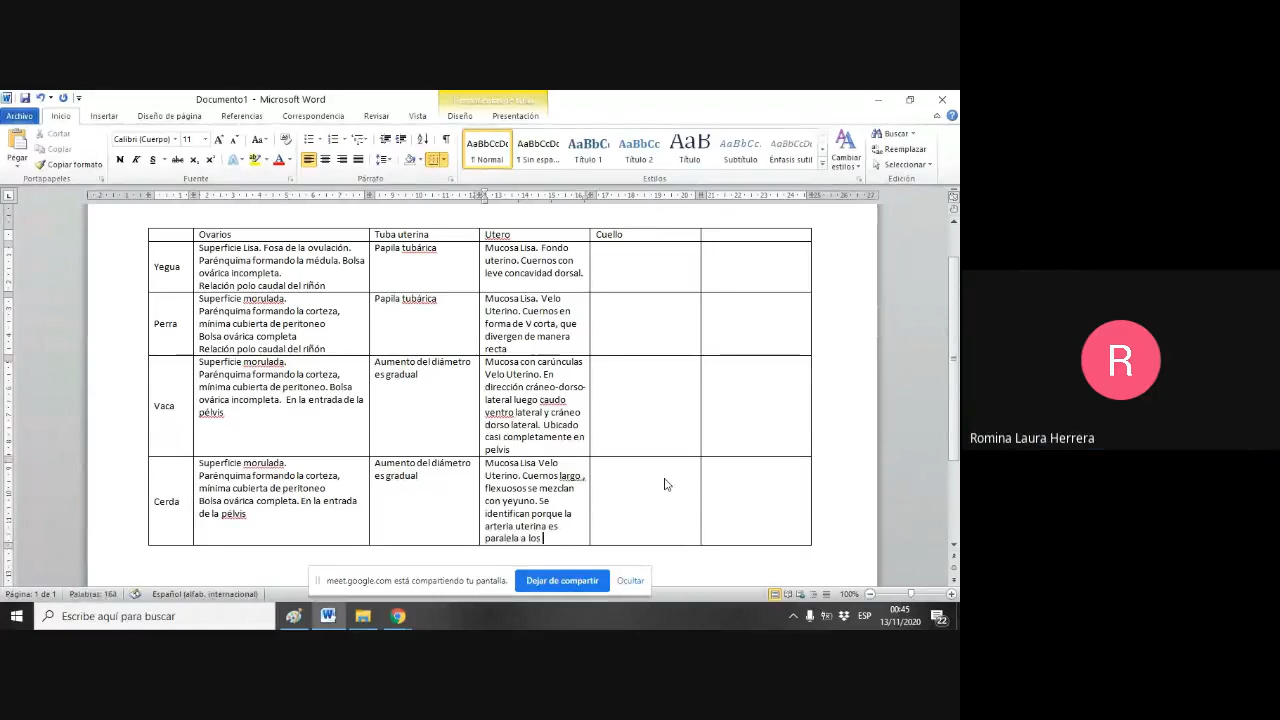 Documento1 - Microsoft Word
Herramientas de tabla
Archivo Inicio Insertar Diseño de página Referencias Correspondencia Revisar Vista Diseño Presentación
Pegar
Cortar
Copiar
Copiar formato
Portapapeles
Calibri (Cuerpo) 11
N K S abc x₂ x²
Fuente
Párrafo
AaBbCcDc AaBbCcDc AaBbC AaBbCc AaB AaBbCc. AaBbCcDc
¶ Normal ¶ Sin espa... Título 1 Título 2 Título Subtítulo Énfasis sutil
Estilos
Cambiar
estilos
Buscar
Reemplazar
Seleccionar
Edición
Ovarios Tuba uterina Utero Cuello
Yegua
Superficie Lisa. Fosa de la ovulación.
Parénquima formando la médula. Bolsa
ovárica incompleta.
Relación polo caudal del riñón
Papila tubárica
Mucosa Lisa. Fondo
uterino. Cuernos con
leve concavidad dorsal.
Perra
Superficie morulada.
Parénquima formando la corteza,
mínima cubierta de peritoneo
Bolsa ovárica completa
Relación polo caudal del riñón
Papila tubárica
Mucosa Lisa. Velo
Uterino. Cuernos en
forma de V corta, que
divergen de manera
recta
Vaca
Superficie morulada.
Parénquima formando la corteza,
mínima cubierta de peritoneo. Bolsa
ovárica incompleta. En la entrada de la
pélvis
Aumento del diámetro
es gradual
Mucosa con carúnculas
Velo Uterino. En
dirección cráneo-dorso-
lateral luego caudo
ventro lateral y cráneo
dorso lateral. Ubicado
casi completamente en
pelvis
Cerda
Superficie morulada.
Parénquima formando la corteza,
mínima cubierta de peritoneo
Bolsa ovárica completa. En la entrada
de la pélvis
Aumento del diámetro
es gradual
Mucosa Lisa Velo
Uterino. Cuernos largo,
flexuosos se mezclan
con yeyuno. Se
identifican porque la
arteria uterina es
paralela a los
meet.google.com está compartiendo tu pantalla. Dejar de compartir Ocultar
Página: 1 de 1 Palabras: 168 Español (alfab. internacional) 100%
Escribe aquí para buscar
ESP
00:45
13/11/2020
22
R
Romina Laura Herrera